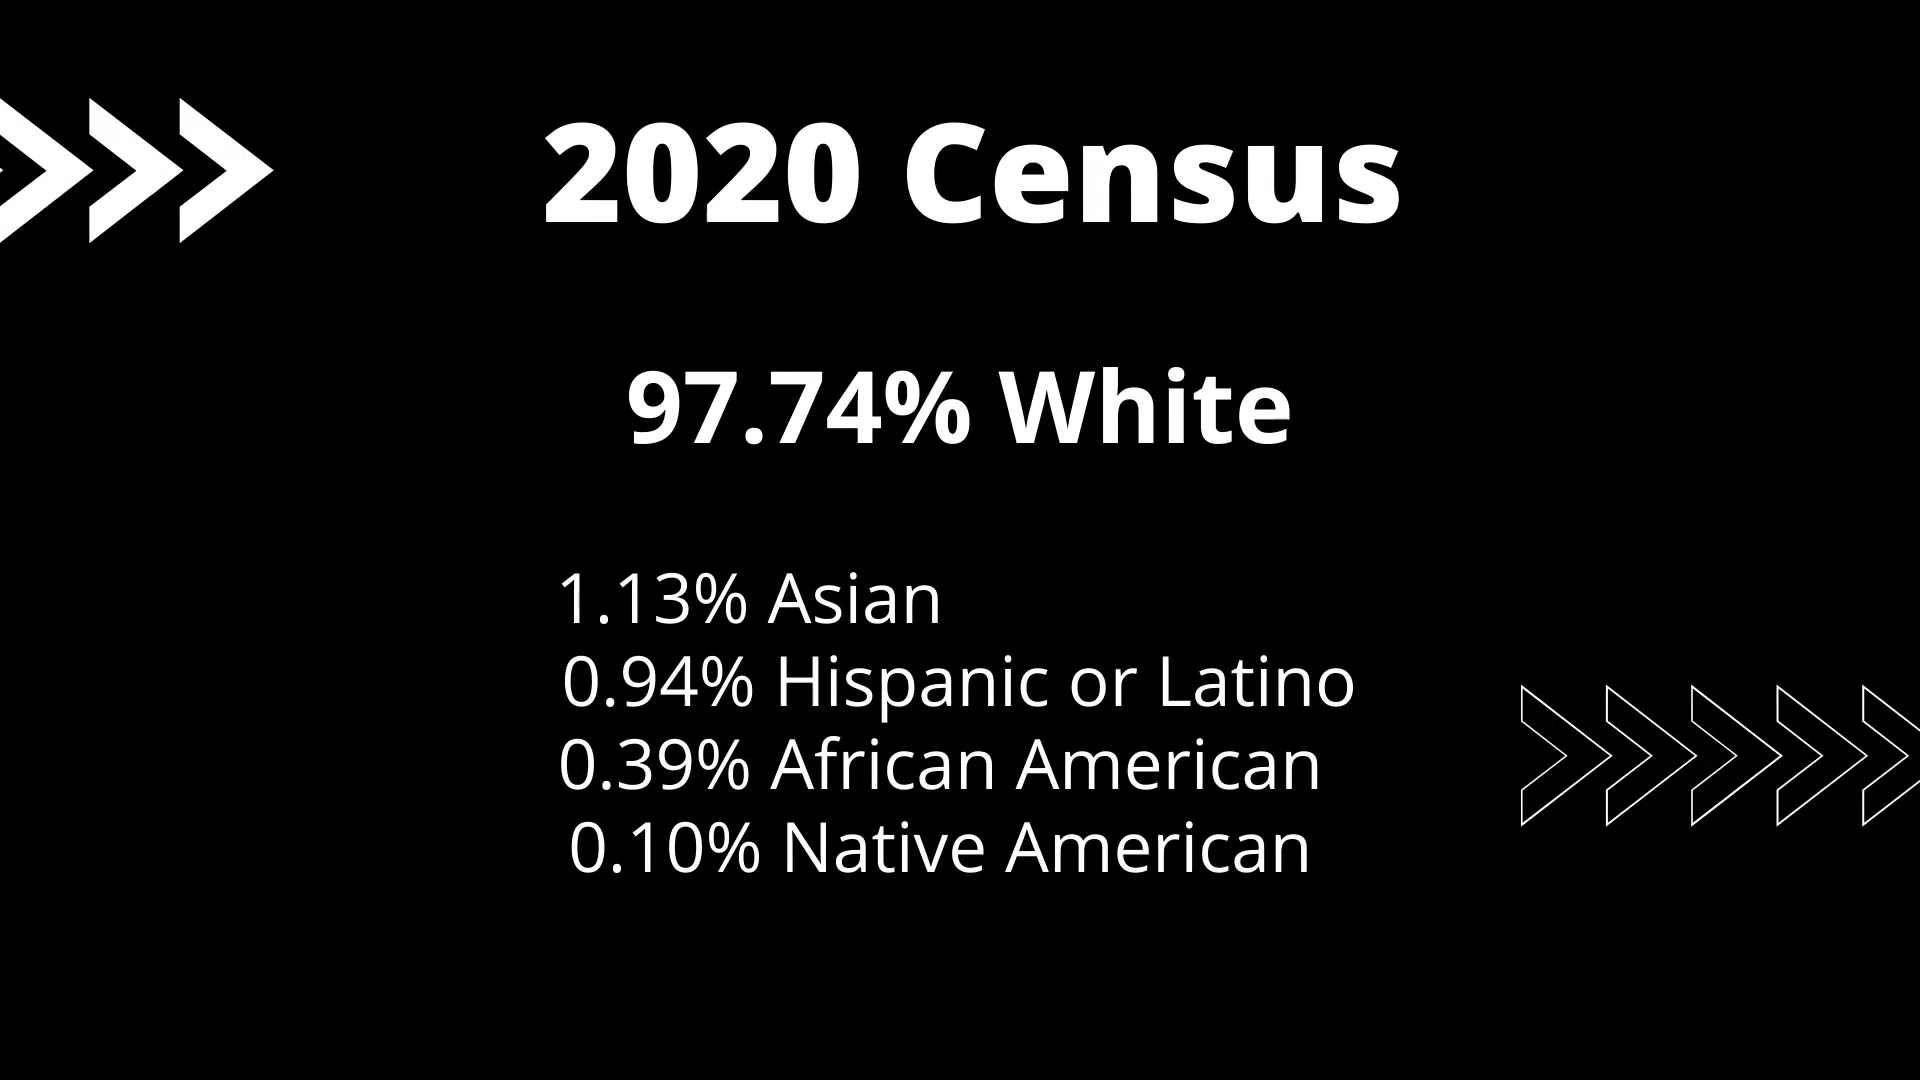 2020 Census
97.74% White
1.13% Asian
0.94% Hispanic or Latino
0.39% African American
0.10% Native American